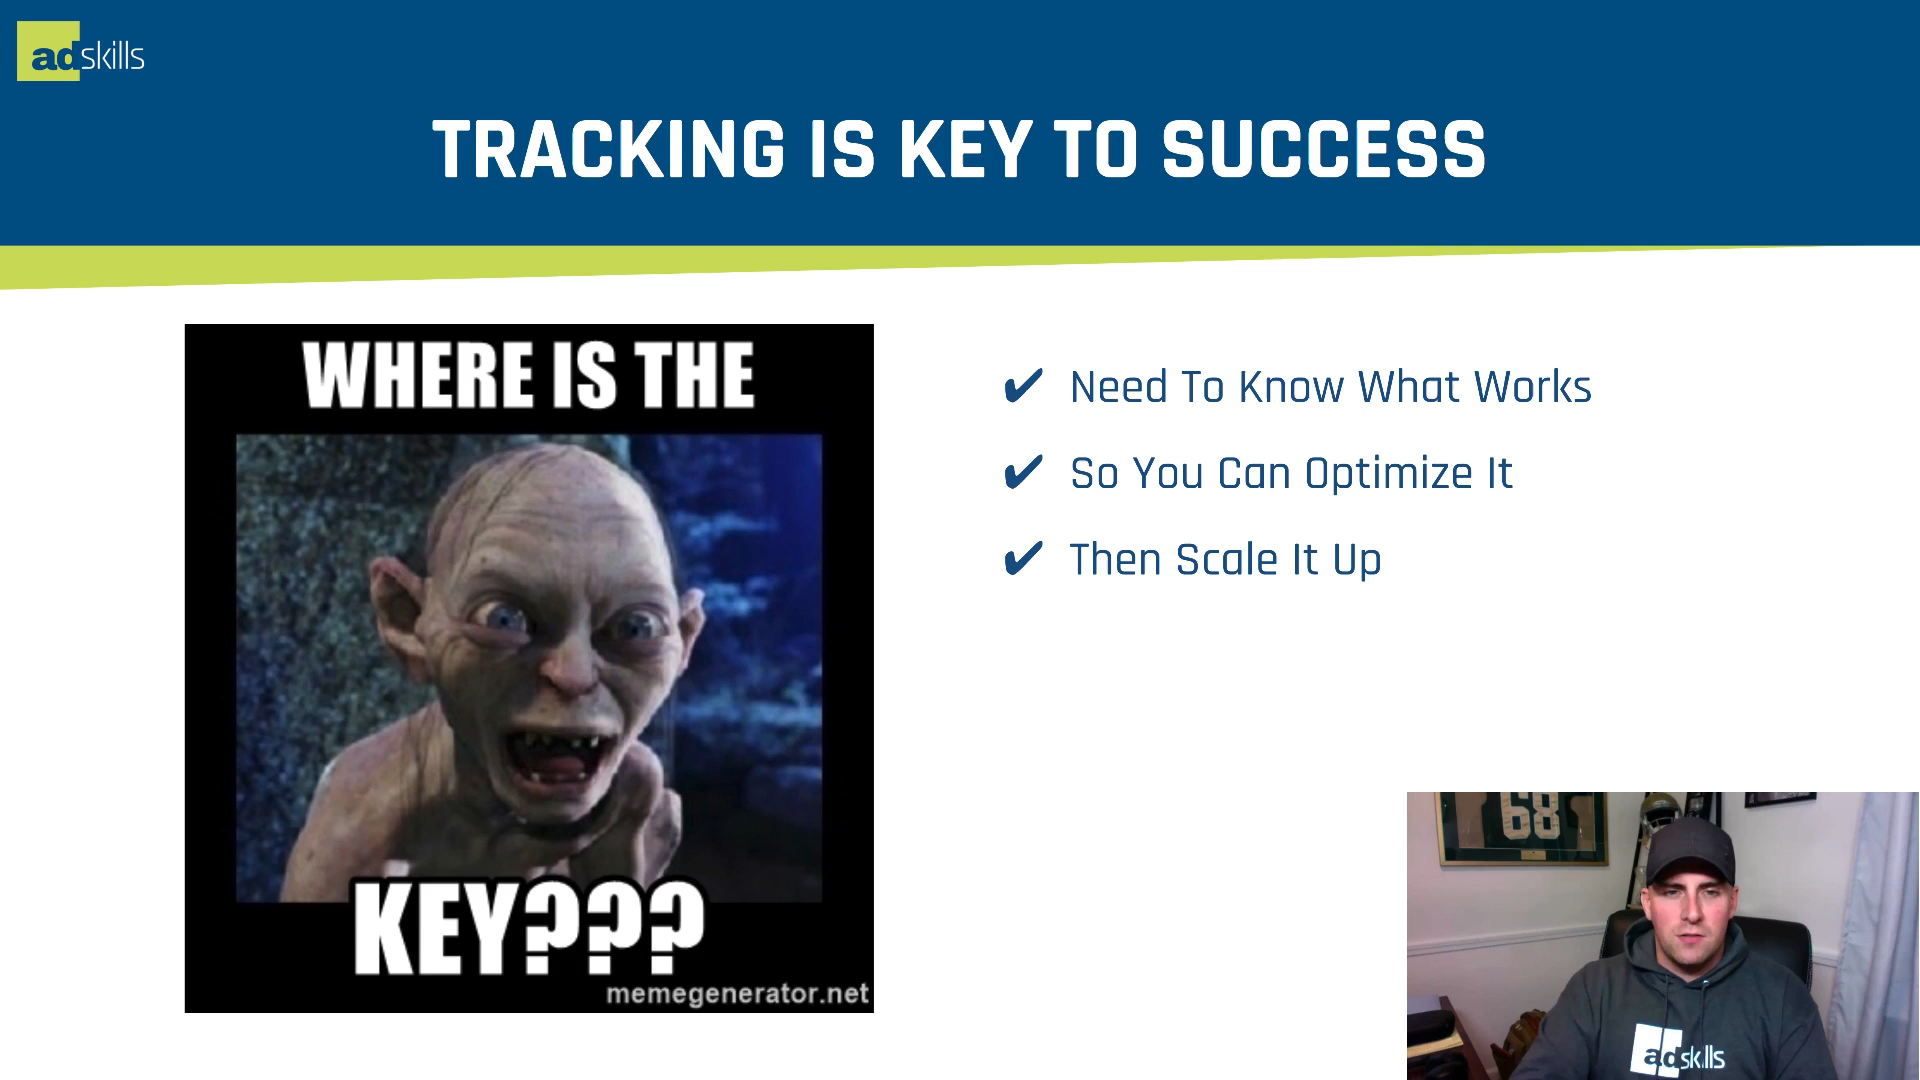 adskills
TRACKING IS KEY TO SUCCESS
WHERE IS THE
KEY???
memegenerator.net
✔ Need To Know What Works
✔ So You Can Optimize It
✔ Then Scale It Up
68
adskills